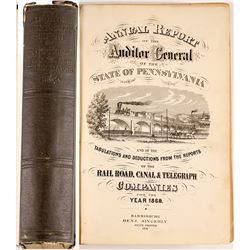 ANNUAL REPORT
OF THE
Auditor General
OF THE
STATE OF PENNSYLVANIA
AND OF THE
TABULATIONS AND DEDUCTIONS FROM THE REPORTS
OF THE
RAIL ROAD, CANAL & TELEGRAPH
COMPANIES
FOR THE
YEAR 1868.
HARRISBURG
BENJ. SINGERLY
STATE PRINTER